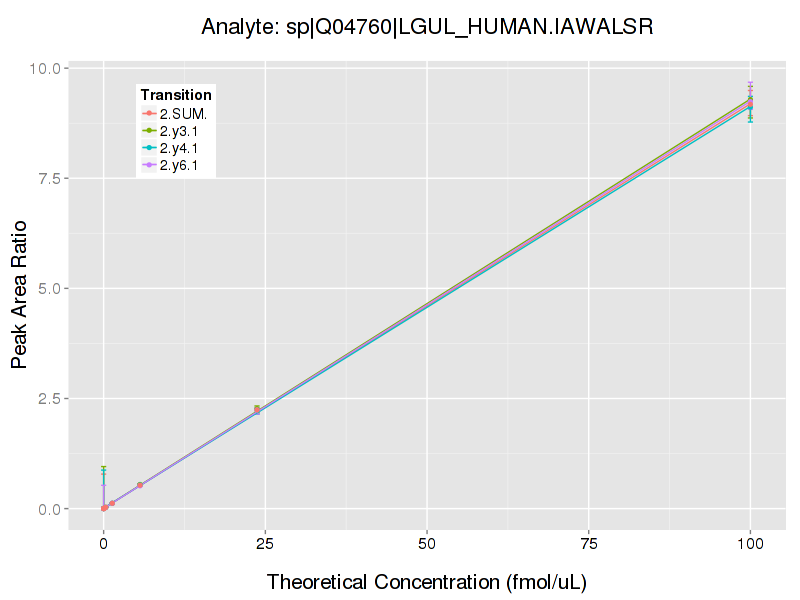 Analyte: sp|Q04760|LGUL_HUMAN.IAWALSR
Transition
2.SUM.
2.y3.1
2.y4.1
2.y6.1
Peak Area Ratio
10.0
7.5
5.0
2.5
0.0
0 25 50 75 100
Theoretical Concentration (fmol/uL)